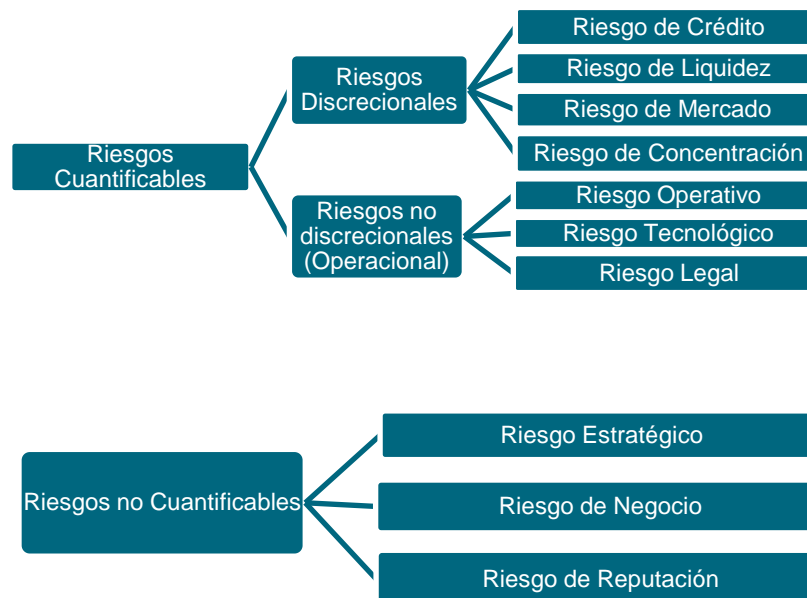 Riesgos
Cuantificables
Riesgos
Discrecionales
Riesgo de Crédito
Riesgo de Liquidez
Riesgo de Mercado
Riesgo de Concentración
Riesgos no
discrecionales
(Operacional)
Riesgo Operativo
Riesgo Tecnológico
Riesgo Legal
Riesgos no Cuantificables
Riesgo Estratégico
Riesgo de Negocio
Riesgo de Reputación